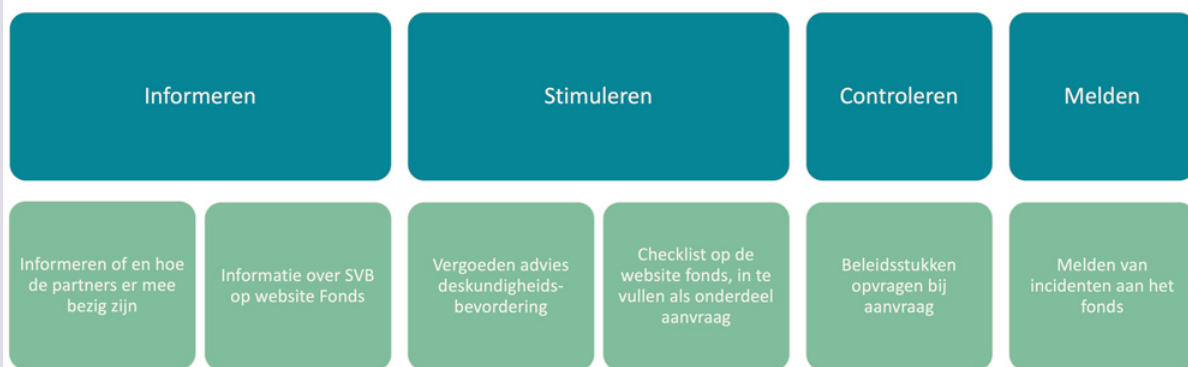 Informeren
Stimuleren
Controleren
Melden
Informeren of en hoe
de partners er mee
bezig zijn
Informatie over SVB
op website Fonds
Vergoeden advies
deskundigheids-
bevordering
Checklist op de
website fonds, in te
vullen als onderdeel
aanvraag
Beleidsstukken
opvragen bij
aanvraag
Melden van
incidenten aan het
fonds